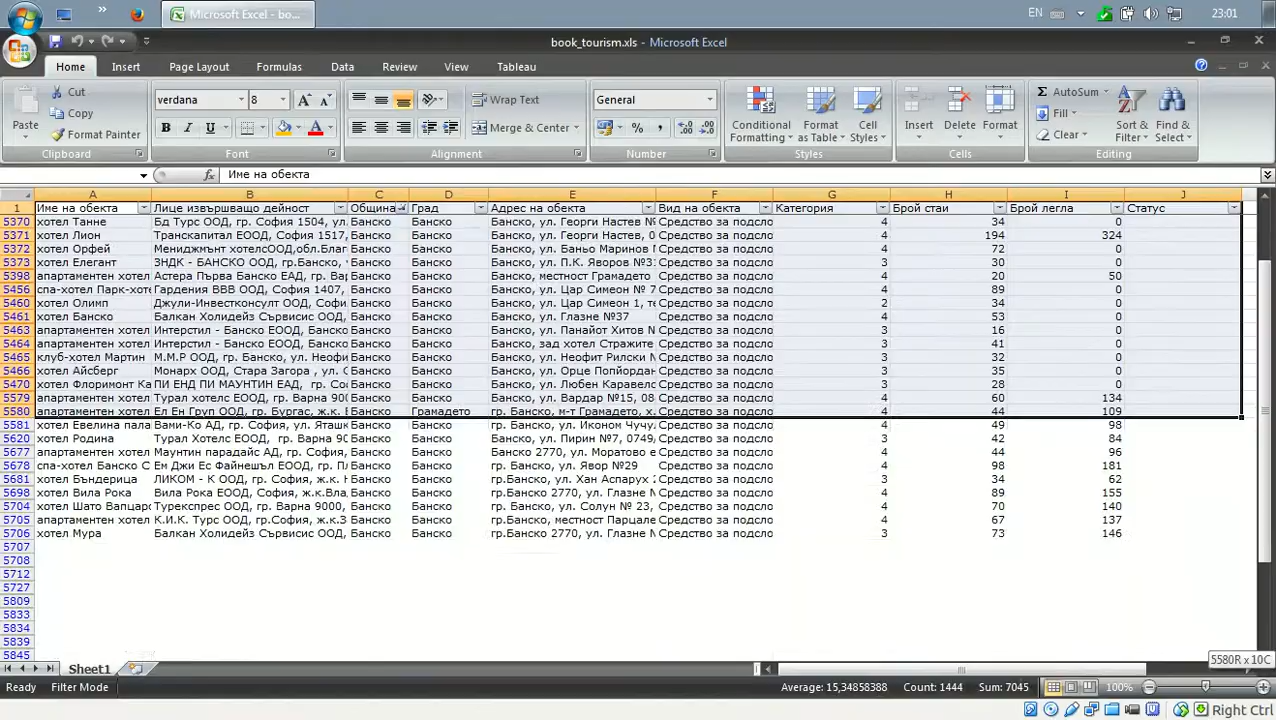 Microsoft Excel - bo...
EN
23:01
book_tourism.xls - Microsoft Excel
Home Insert Page Layout Formulas Data Review View Tableau
Paste Cut Copy Format Painter Clipboard
verdana 8 B I U A Font
Wrap Text Merge & Center Alignment
General % , Number
Conditional Formatting Format as Table Cell Styles Styles
Insert Delete Format Cells
AutoSum Fill Clear Sort & Filter Find & Select Editing
fx Име на обекта
A B C D E F G H I J
1 Име на обекта Лице извършващо дейност Община Град Адрес на обекта Вид на обекта Категория Брой стаи Брой легла Статус
5370 хотел Танне Бд Турс ООД, гр. София 1504, ул. Банско Банско Банско, ул. Георги Настев № Средство за подсло 4 34 0
5371 хотел Лион Транскапитал ЕООД, София 1517, Банско Банско Банско, ул. Георги Настев, 0 Средство за подсло 4 194 324
5372 хотел Орфей Мениджмънт хотелсООД,обл.Благ Банско Банско Банско, ул. Баньо Маринов Средство за подсло 4 72 0
5373 хотел Елегант ЗНДК - БАНСКО ООД, гр.Банско, Банско Банско Банско, ул. П.К. Яворов №3 Средство за подсло 3 30 0
5398 апартаментен хотел Астера Първа Банско ЕАД, гр. Вар Банско Банско Банско, местност Грамадето Средство за подсло 4 20 50
5456 спа-хотел Парк-хоте Гардения ВВВ ООД, София 1407, Банско Банско Банско, ул. Цар Симеон № 7 Средство за подсло 4 89 0
5460 хотел Олимп Джули-Инвестконсулт ООД, София Банско Банско Банско, ул. Цар Симеон 1, те Средство за подсло 2 34 0
5461 хотел Банско Балкан Холидейз Сървисис ООД, Банско Банско Банско, ул. Глазне №37 Средство за подсло 4 53 0
5463 апартаментен хотел Интерстил - Банско ЕООД, Банско Банско Банско Банско, ул. Панайот Хитов № Средство за подсло 3 16 0
5464 апартаментен хотел Интерстил - Банско ЕООД, Банско Банско Банско Банско, зад хотел Стражите Средство за подсло 3 41 0
5465 клуб-хотел Мартин М.М.Р ООД, гр. Банско, ул. Неофи Банско Банско Банско, ул. Неофит Рилски № Средство за подсло 3 32 0
5466 хотел Айсберг Монарх ООД, Стара Загора , ул. С Банско Банско Банско, ул. Орце Попйордан Средство за подсло 3 35 0
5470 хотел Флоримонт Ка ПИ ЕНД ПИ МАУНТИН ЕАД, гр. Банско Банско Банско, ул. Любен Каравело Средство за подсло 3 28 0
5579 апартаментен хотел Турал хотелс ЕООД, гр. Варна 900 Банско Банско Банско, ул. Вардар №15, 08 Средство за подсло 4 60 134
5580 апартаментен хотел Ел Ен Груп ООД, гр. Бургас, ж.к. Банско Грамадето гр. Банско, м-т Грамадето, х. Средство за подсло 4 44 109
5581 хотел Евелина пала Вами-Ко АД, гр. София, ул. Яташк Банско Банско гр. Банско, ул. Иконом Чучу Средство за подсло 4 49 98
5620 хотел Родина Турал Хотелс ЕООД, гр. Варна 90 Банско Банско Банско, ул. Пирин №7, 0749 Средство за подсло 3 42 84
5677 апартаментен хотел Маунтин парадайс АД, гр. София, Банско Банско Банско 2770, ул. Моратово е Средство за подсло 4 44 96
5678 спа-хотел Банско С Ем Джи Ес Файнешъл ЕООД, гр. П Банско Банско гр. Банско, ул. Явор №29 Средство за подсло 4 98 181
5681 хотел Бъндерица ЛИКОМ - К ООД, гр. София, ж.к. Банско Банско гр.Банско, ул. Хан Аспарух Средство за подсло 3 34 62
5698 хотел Вила Рока Вила Рока ЕООД, София, ж.к.Вла Банско Банско гр.Банско 2770, ул. Глазне Средство за подсло 4 89 155
5704 хотел Шато Вапцаро Турекспрес ООД, гр. Варна 9000, Банско Банско гр. Банско, ул. Солун № 23, Средство за подсло 4 70 140
5705 апартаментен хотел К.И.К. Турс ООД, гр.София, ж.к.З Банско Банско гр.Банско, местност Парцале Средство за подсло 4 67 137
5706 хотел Мура Балкан Холидейз Сървисис ООД, Банско Банско гр.Банско 2770, ул. Глазне № Средство за подсло 3 73 146
5707
5708
5712
5727
5809
5833
5834
5839
5845
Sheet1
5580R x 10C
Ready Filter Mode Average: 15,34858388 Count: 1444 Sum: 7045 100%
Right Ctrl